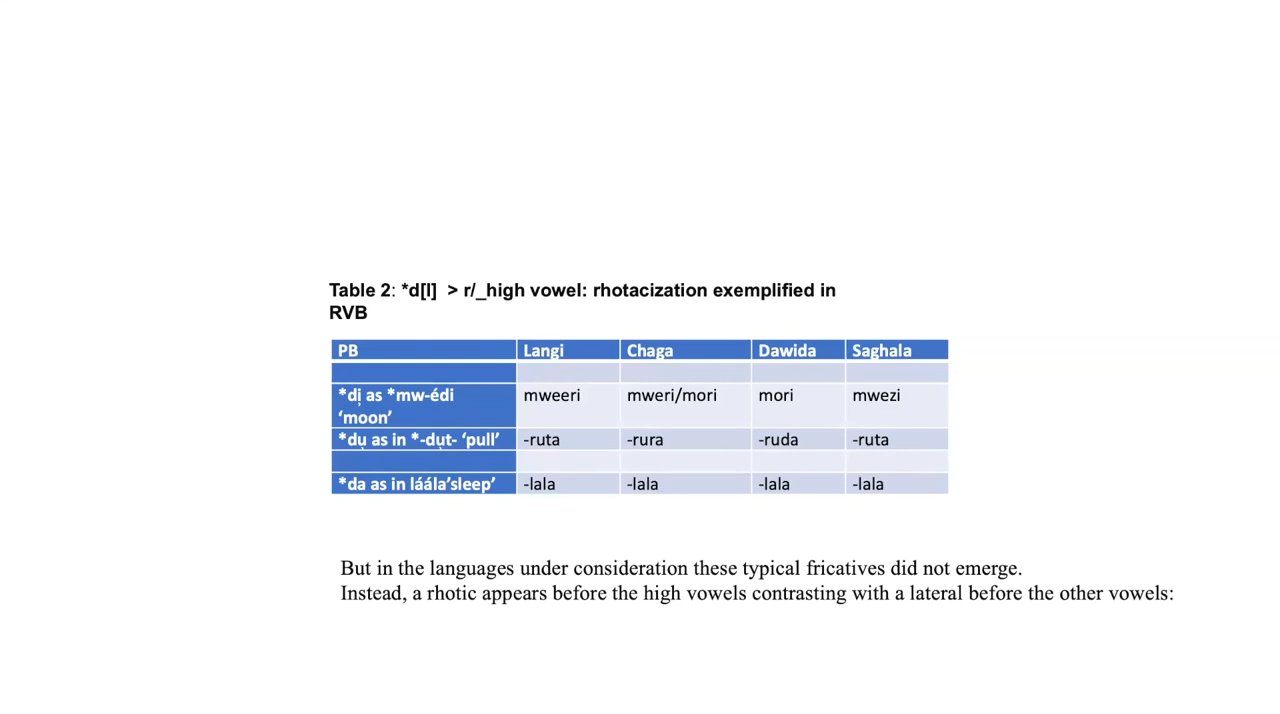 Table 2: *d[l] > r/_high vowel: rhotacization exemplified in
RVB
PB Langi Chaga Dawida Saghala
*dị as *mw-édi mweeri mweri/mori mori mwezi
‘moon’
*dụ as in *-dụt- ‘pull’ -ruta -rura -ruda -ruta
*da as in láála’sleep’ -lala -lala -lala -lala
But in the languages under consideration these typical fricatives did not emerge.
Instead, a rhotic appears before the high vowels contrasting with a lateral before the other vowels: